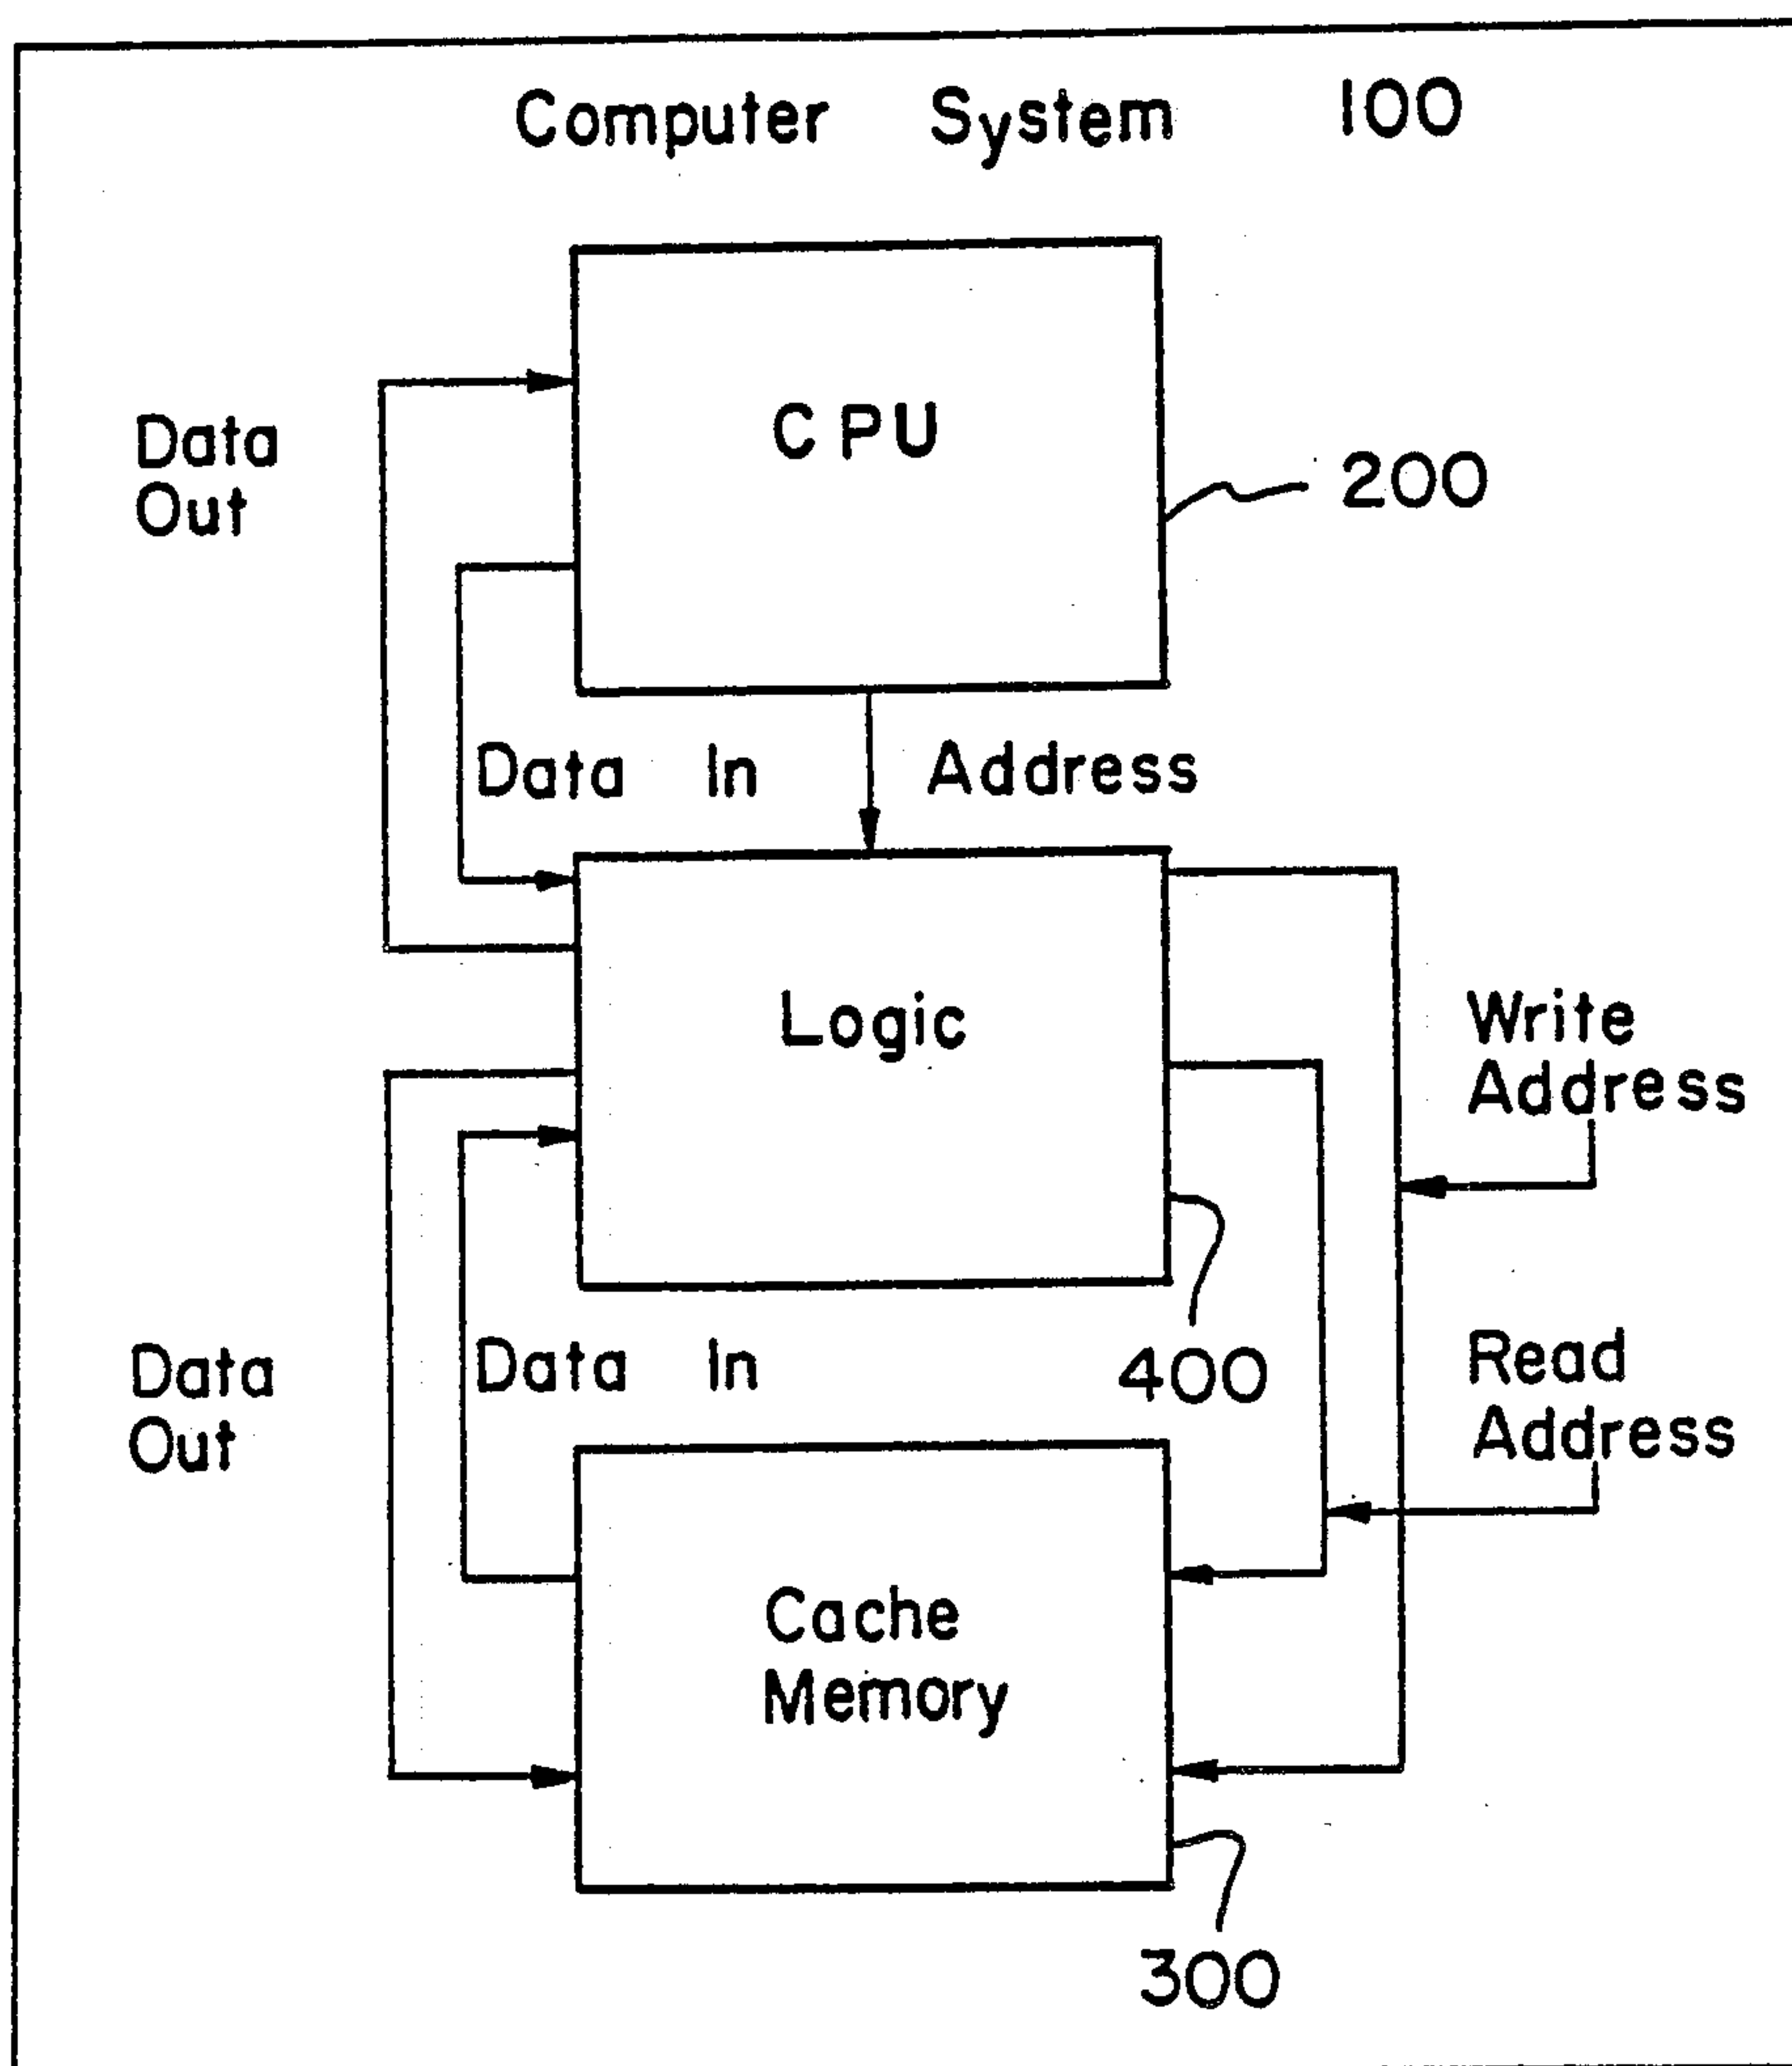 Computer System 100
CPU
Data
Out
200
Data In
Address
Logic
Write
Address
400
Read
Address
Data
Out
Data In
Cache
Memory
300